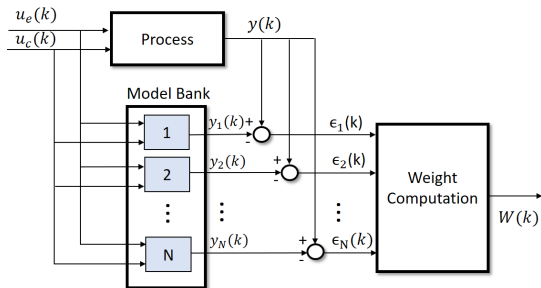 u_e(k)
u_c(k)
Process
y(k)
Model Bank
1
y_1(k)
+
-
ϵ_1(k)
2
y_2(k)
+
-
ϵ_2(k)
Weight
Computation
W(k)
⋮
⋮
⋮
N
y_N(k)
+
-
ϵ_N(k)